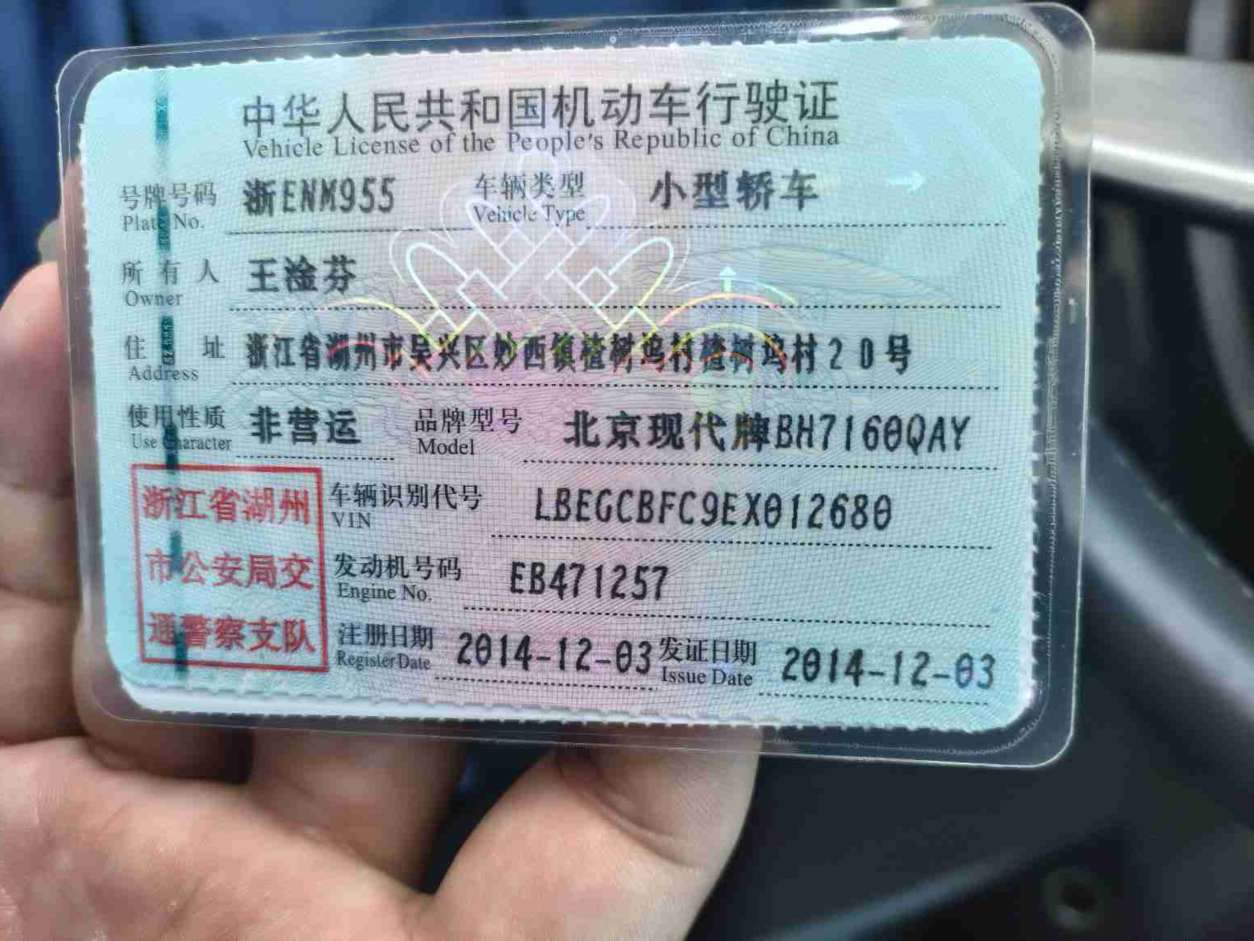 中华人民共和国机动车行驶证
Vehicle License of the People's Republic of China
号牌号码 浙ENM955 车辆类型 小型轿车
Plate No. Vehicle Type
所有人 王淦芬
Owner
住址 浙江省湖州市吴兴区妙西镇楂树坞村楂树坞村20号
Address
使用性质 非营运 品牌型号 北京现代牌BH7160QAY
Use Character Model
浙江省湖州
市公安局交
通警察支队
车辆识别代号 LBEGCBFC9EX012680
VIN
发动机号码 EB471257
Engine No.
注册日期 2014-12-03 发证日期 2014-12-03
Register Date Issue Date